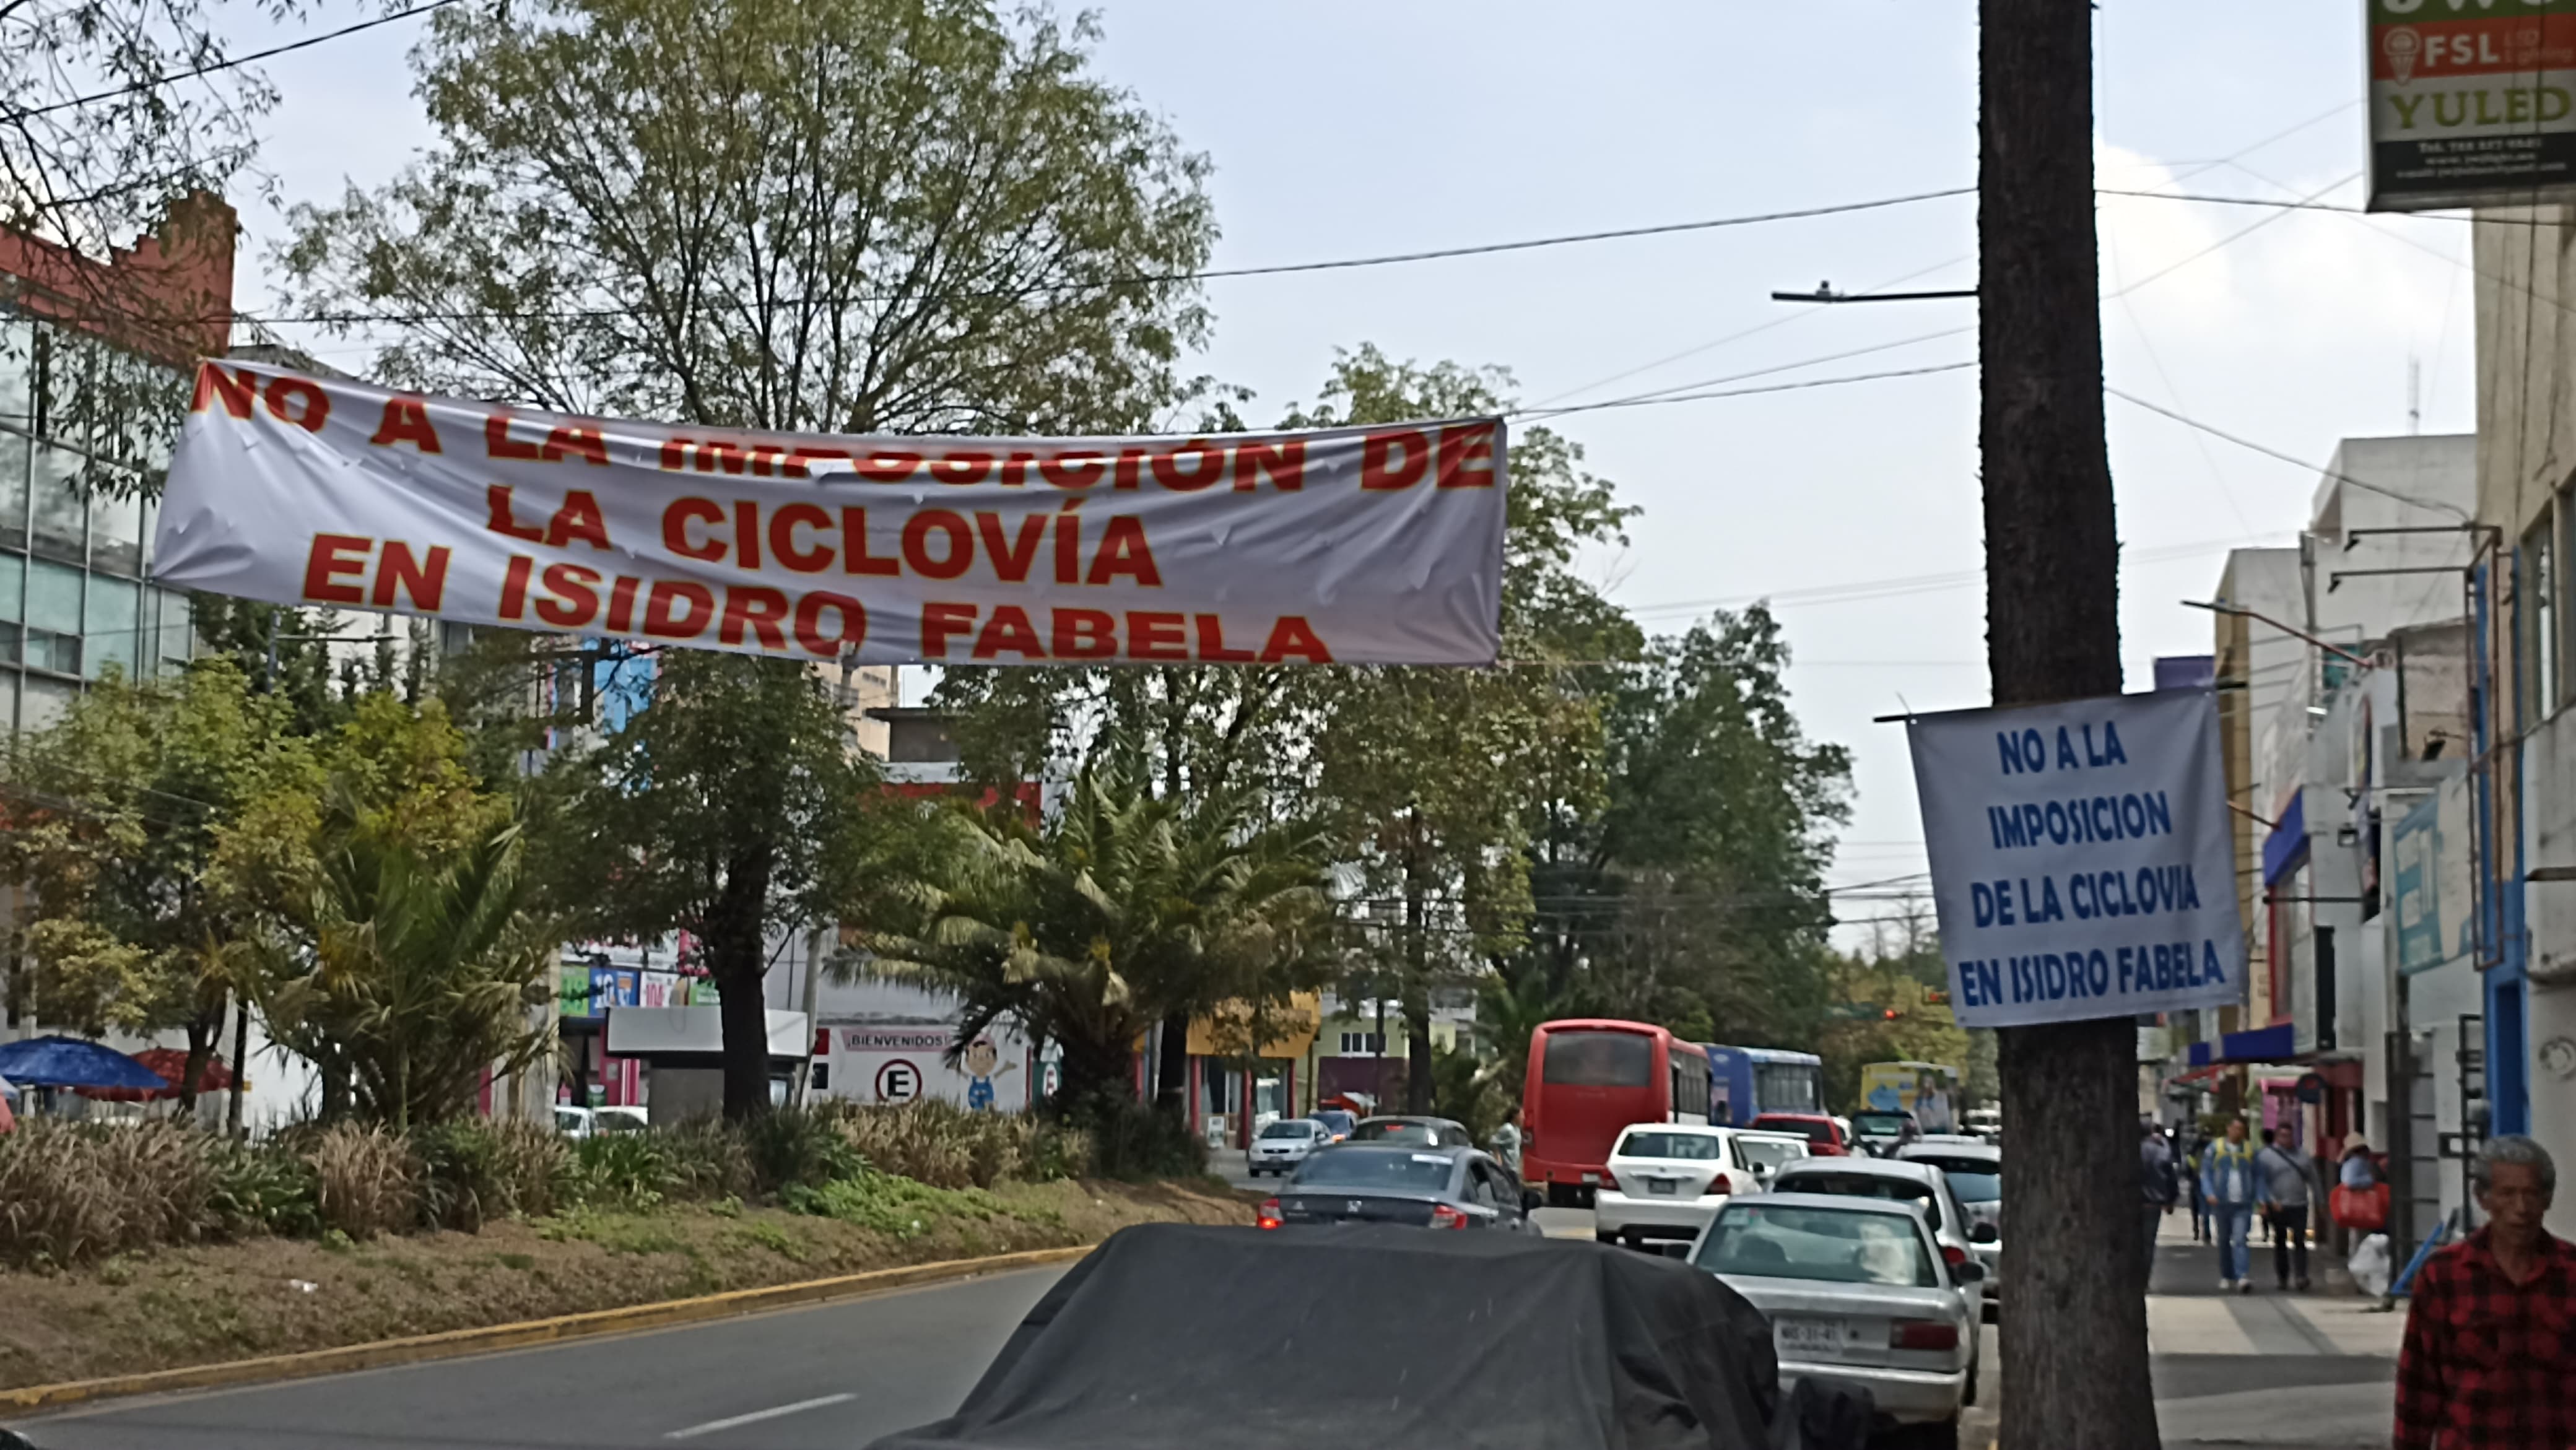 NO A LA IMPOSICIÓN DE
LA CICLOVÍA
EN ISIDRO FABELA
NO A LA
IMPOSICION
DE LA CICLOVIA
EN ISIDRO FABELA
FSL
YULED
¡BIENVENIDOS!
E